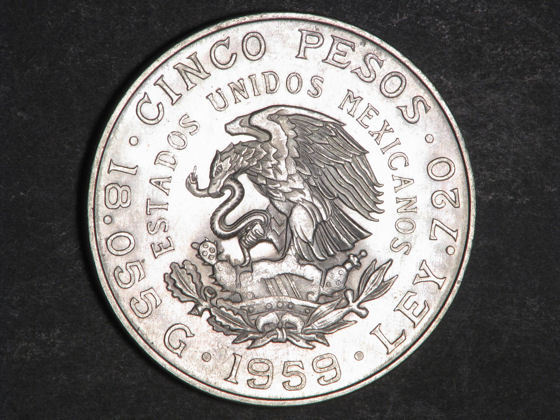 CINCO PESOS · LEY 720 · 1959 · 18.055 G ·
ESTADOS UNIDOS MEXICANOS